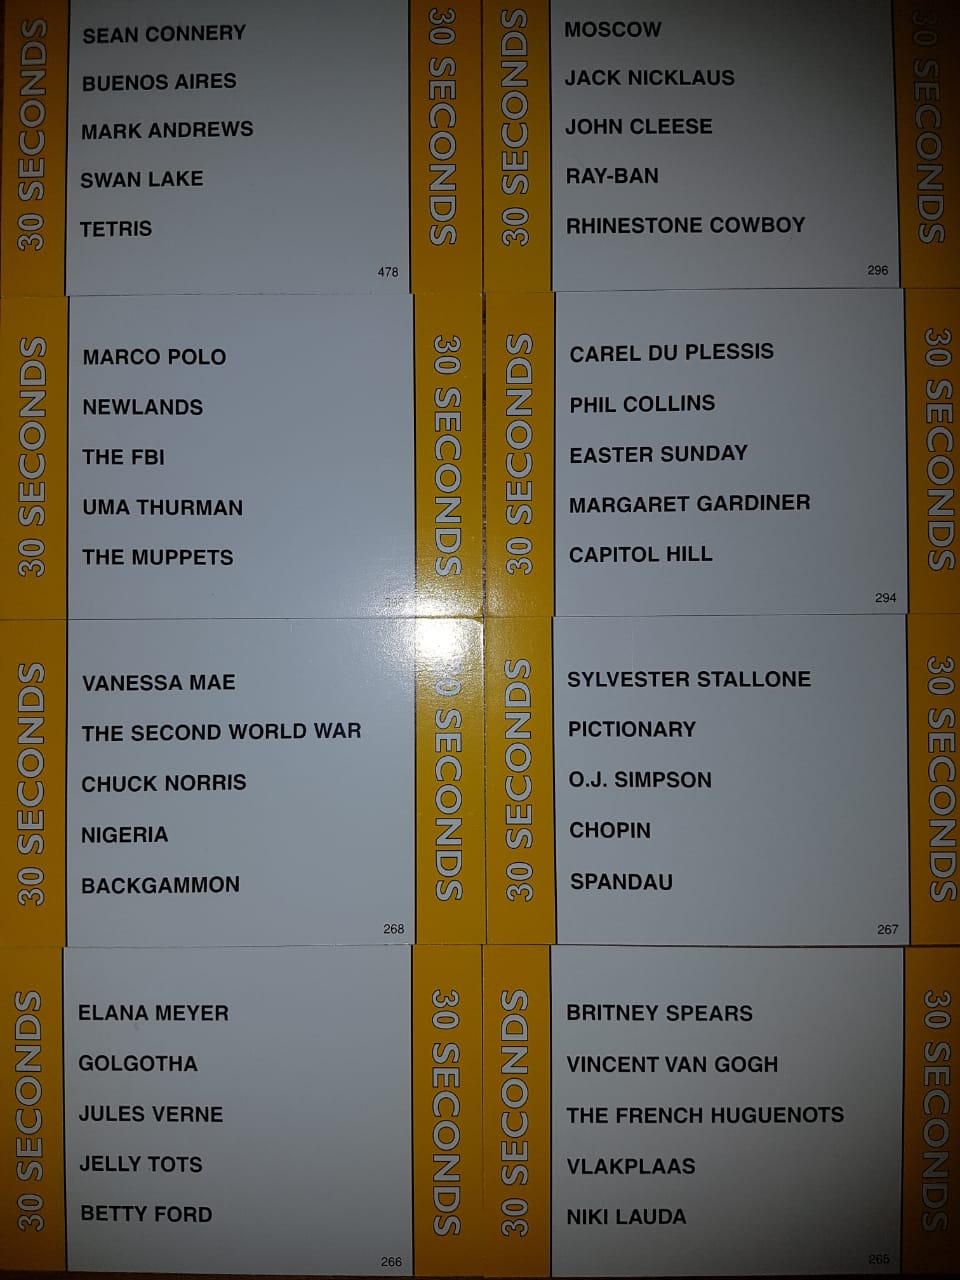 30 SECONDS
SEAN CONNERY
BUENOS AIRES
MARK ANDREWS
SWAN LAKE
TETRIS
478
30 SECONDS
30 SECONDS
MOSCOW
JACK NICKLAUS
JOHN CLEESE
RAY-BAN
RHINESTONE COWBOY
296
30 SECONDS
30 SECONDS
MARCO POLO
NEWLANDS
THE FBI
UMA THURMAN
THE MUPPETS
30 SECONDS
30 SECONDS
CAREL DU PLESSIS
PHIL COLLINS
EASTER SUNDAY
MARGARET GARDINER
CAPITOL HILL
294
30 SECONDS
30 SECONDS
VANESSA MAE
THE SECOND WORLD WAR
CHUCK NORRIS
NIGERIA
BACKGAMMON
268
30 SECONDS
30 SECONDS
SYLVESTER STALLONE
PICTIONARY
O.J. SIMPSON
CHOPIN
SPANDAU
267
30 SECONDS
30 SECONDS
ELANA MEYER
GOLGOTHA
JULES VERNE
JELLY TOTS
BETTY FORD
266
30 SECONDS
30 SECONDS
BRITNEY SPEARS
VINCENT VAN GOGH
THE FRENCH HUGUENOTS
VLAKPLAAS
NIKI LAUDA
265
30 SECONDS